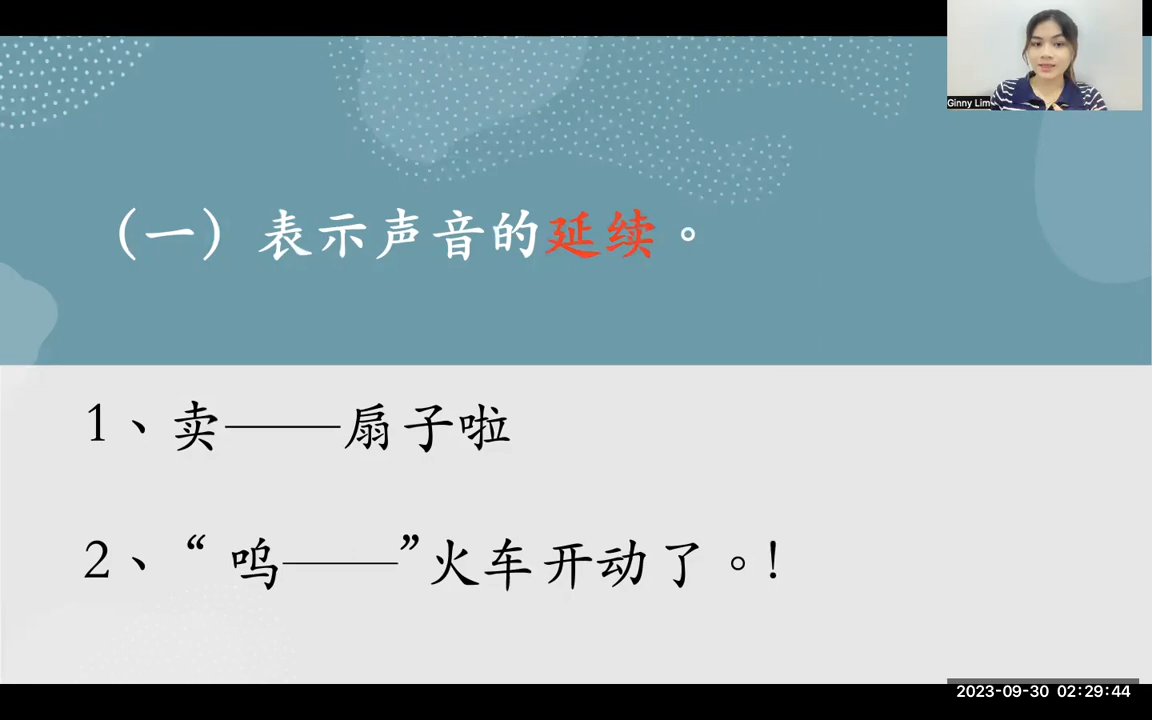 Ginny Lim
（一）表示声音的延续。
1、卖——扇子啦
2、“呜——”火车开动了。!
2023-09-30 02:29:44